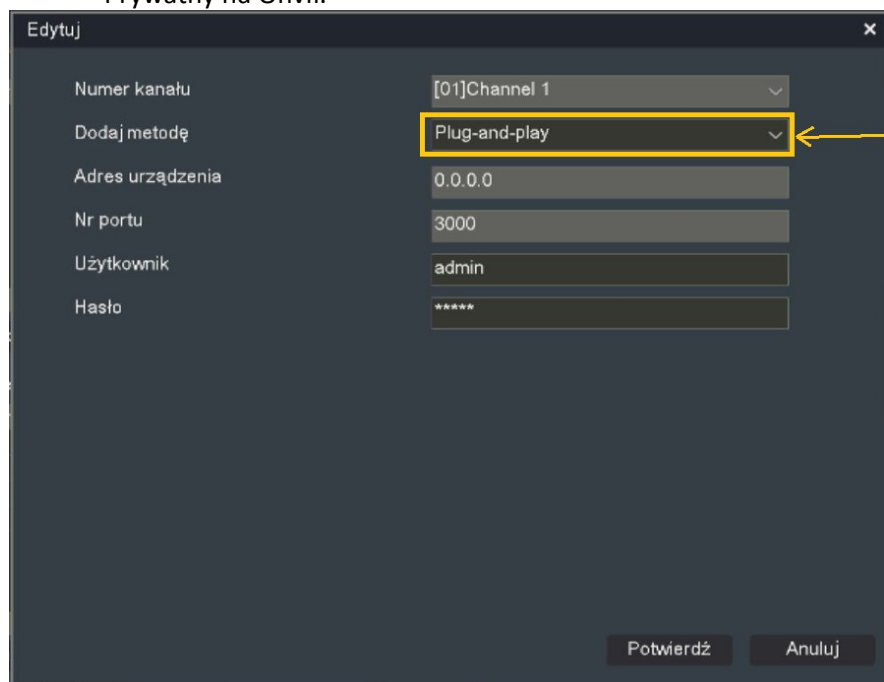 Edytuj
Numer kanału [01]Channel 1
Dodaj metodę Plug-and-play
Adres urządzenia 0.0.0.0
Nr portu 3000
Użytkownik admin
Hasło *****
Potwierdź Anuluj